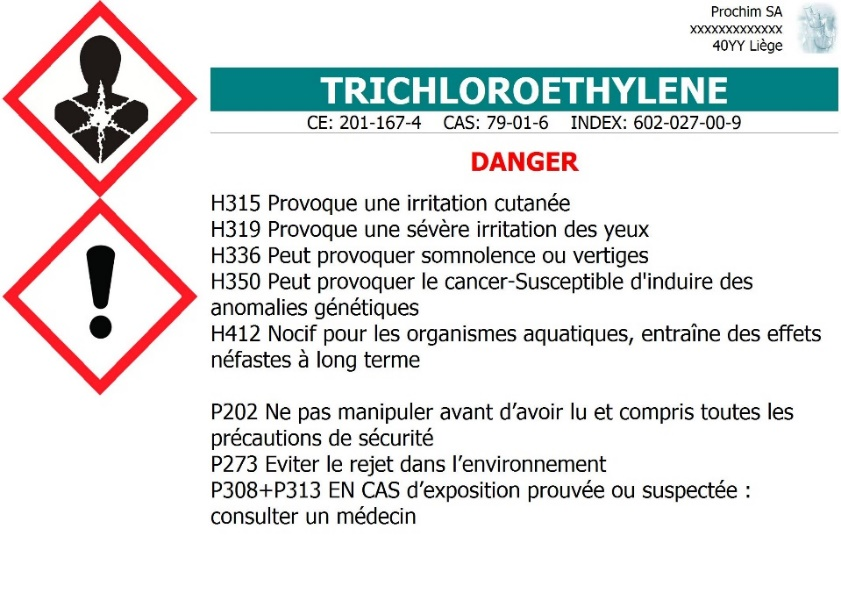 Prochim SA
xxxxxxxxxxxxx
40YY Liège
TRICHLOROETHYLENE
CE: 201-167-4 CAS: 79-01-6 INDEX: 602-027-00-9
DANGER
H315 Provoque une irritation cutanée
H319 Provoque une sévère irritation des yeux
H336 Peut provoquer somnolence ou vertiges
H350 Peut provoquer le cancer-Susceptible d'induire des
anomalies génétiques
H412 Nocif pour les organismes aquatiques, entraîne des effets
néfastes à long terme
P202 Ne pas manipuler avant d’avoir lu et compris toutes les
précautions de sécurité
P273 Eviter le rejet dans l’environnement
P308+P313 EN CAS d’exposition prouvée ou suspectée :
consulter un médecin